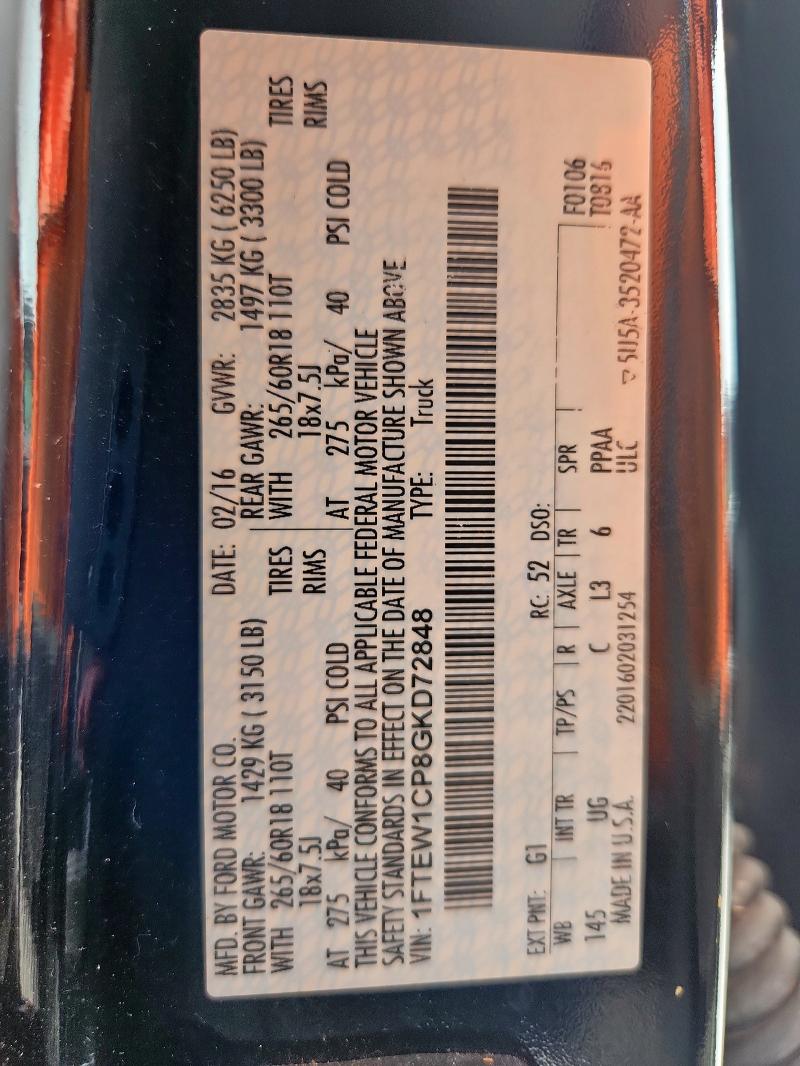 MFD. BY FORD MOTOR CO. DATE: 02/16 GVWR: 2835 KG ( 6250 LB)
FRONT GAWR: 1429 KG ( 3150 LB) REAR GAWR: 1497 KG ( 3300 LB)
WITH 265/60R18 110T TIRES WITH 265/60R18 110T TIRES
18x7.5J RIMS 18x7.5J RIMS
AT 275 kPa/ 40 PSI COLD AT 275 kPa/ 40 PSI COLD
THIS VEHICLE CONFORMS TO ALL APPLICABLE FEDERAL MOTOR VEHICLE
SAFETY STANDARDS IN EFFECT ON THE DATE OF MANUFACTURE SHOWN ABOVE.
VIN: 1FTEW1CP8GKD72848 TYPE: Truck
EXT PNT: G1 RC: 52 DSO:
WB INT TR TP/PS R AXLE TR SPR F0106
145 UG C L3 6 PPAA T0816
MADE IN U.S.A. 2201602031254 ULC ▽5U5A-3520472-AA